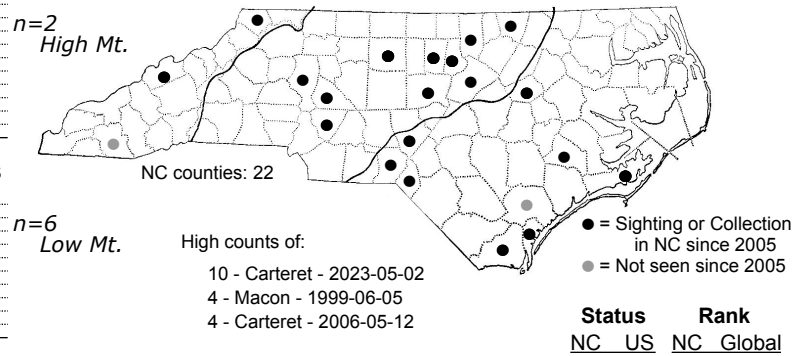 n=2
High Mt.
NC counties: 22
n=6
Low Mt.
High counts of:
10 - Carteret - 2023-05-02
4 - Macon - 1999-06-05
4 - Carteret - 2006-05-12
● = Sighting or Collection
in NC since 2005
● = Not seen since 2005
Status Rank
NC US NC Global